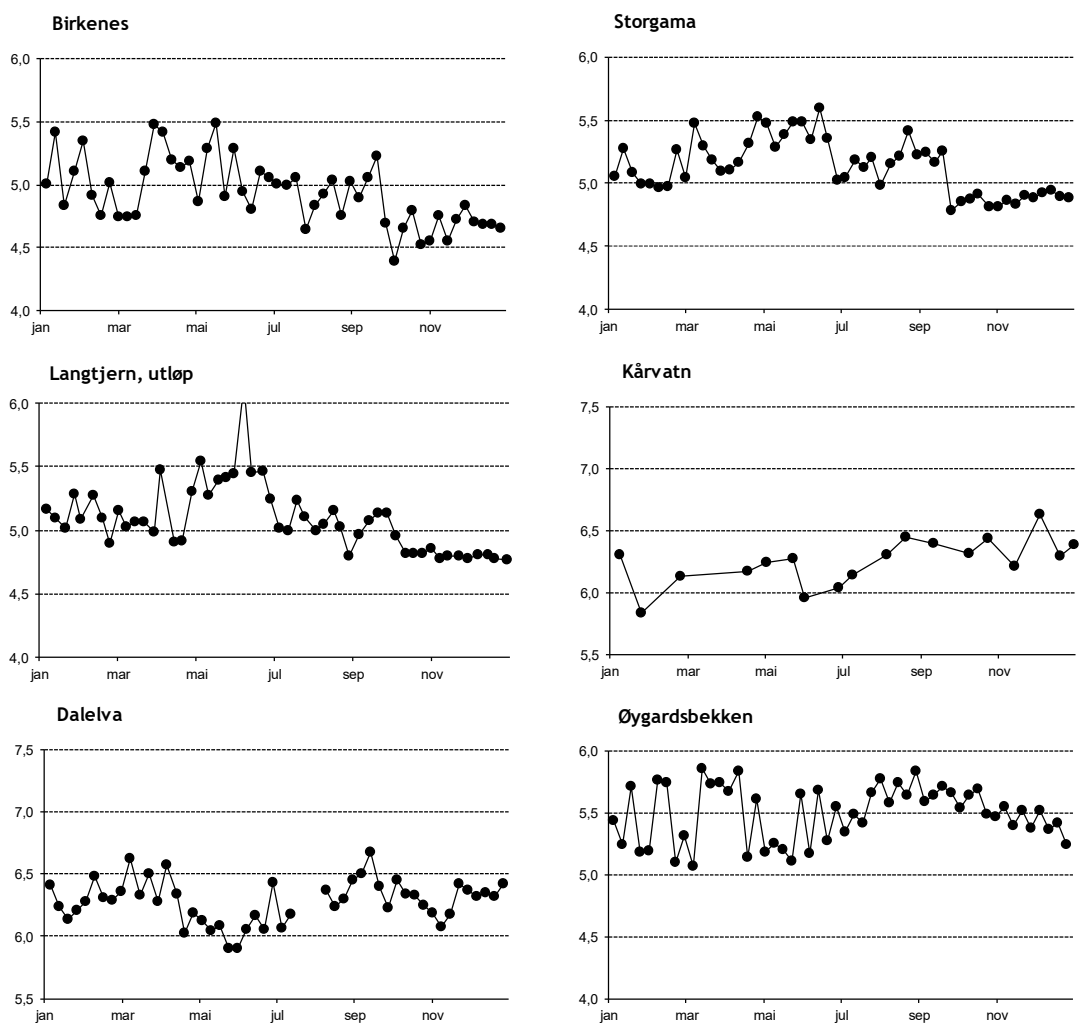 Birkenes
6,0
5,5
5,0
4,5
4,0
jan mar mai jul sep nov
Storgama
6,0
5,5
5,0
4,5
4,0
jan mar mai jul sep nov
Langtjern, utløp
6,0
5,5
5,0
4,5
4,0
jan mar mai jul sep nov
Kårvatn
7,5
7,0
6,5
6,0
5,5
jan mar mai jul sep nov
Dalelva
7,5
7,0
6,5
6,0
5,5
jan mar mai jul sep nov
Øygardsbekken
6,0
5,5
5,0
4,5
4,0
jan mar mai jul sep nov